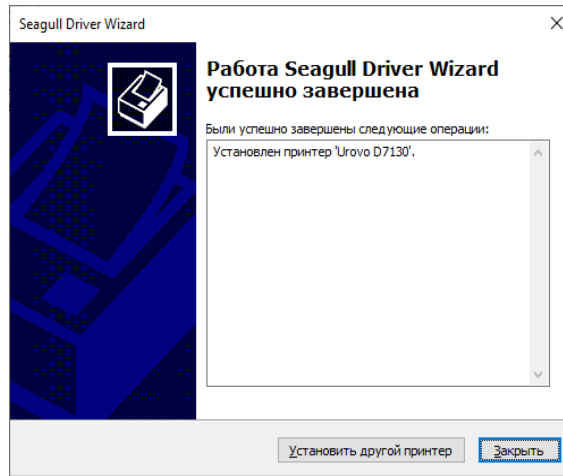 Seagull Driver Wizard
Работа Seagull Driver Wizard
успешно завершена
Были успешно завершены следующие операции:
Установлен принтер 'Urovo D7130'.
Установить другой принтер
Закрыть